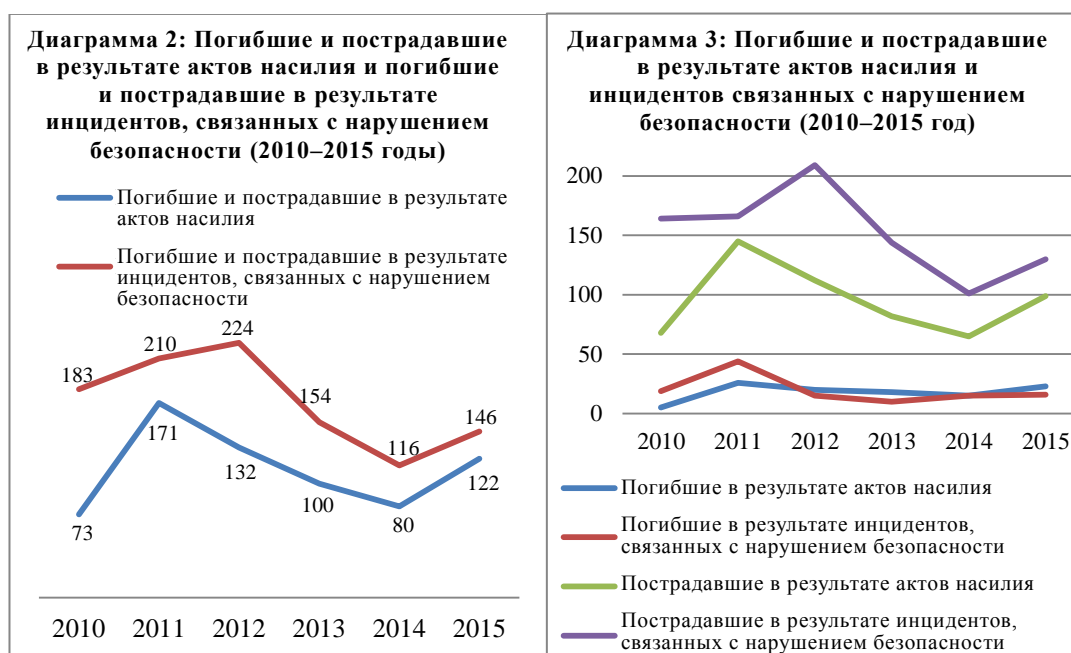 Диаграмма 2: Погибшие и пострадавшие
в результате актов насилия и погибшие
и пострадавшие в результате
инцидентов, связанных с нарушением
безопасности (2010–2015 годы)
Погибшие и пострадавшие в результате
актов насилия
Погибшие и пострадавшие в результате
инцидентов, связанных с нарушением
безопасности
183
210
224
154
116
146
73
171
132
100
80
122
2010 2011 2012 2013 2014 2015
Диаграмма 3: Погибшие и пострадавшие
в результате актов насилия и
инцидентов связанных с нарушением
безопасности (2010–2015 год)
200
150
100
50
0
2010 2011 2012 2013 2014 2015
Погибшие в результате актов насилия
Погибшие в результате инцидентов,
связанных с нарушением безопасности
Пострадавшие в результате актов насилия
Пострадавшие в результате инцидентов,
связанных с нарушением безопасности